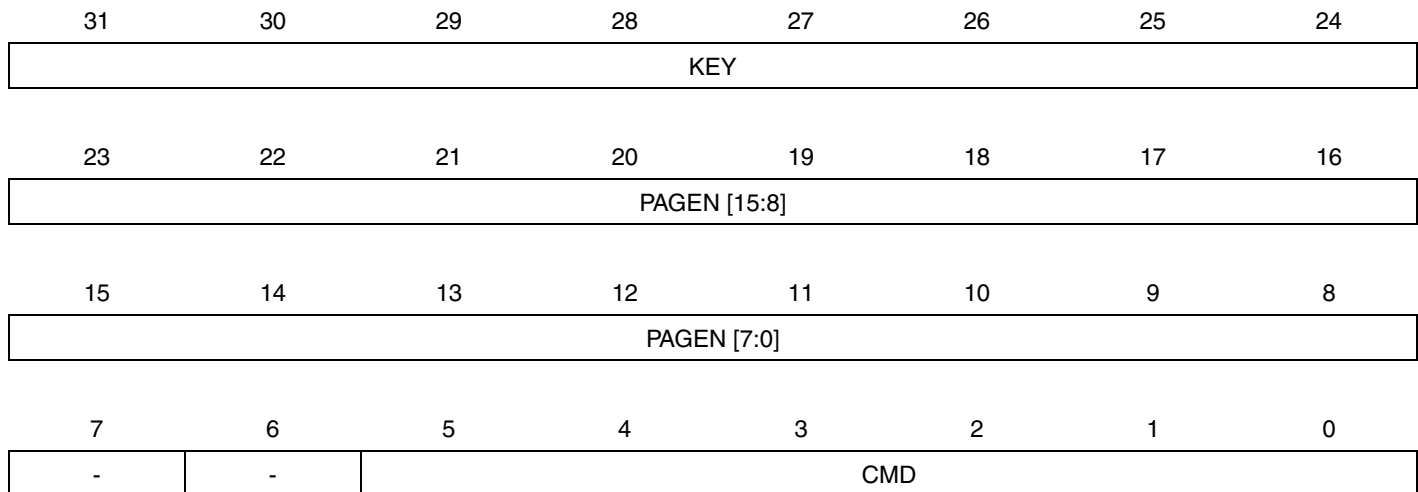 31 30 29 28 27 26 25 24
KEY
23 22 21 20 19 18 17 16
PAGEN [15:8]
15 14 13 12 11 10 9 8
PAGEN [7:0]
7 6 5 4 3 2 1 0
- - CMD